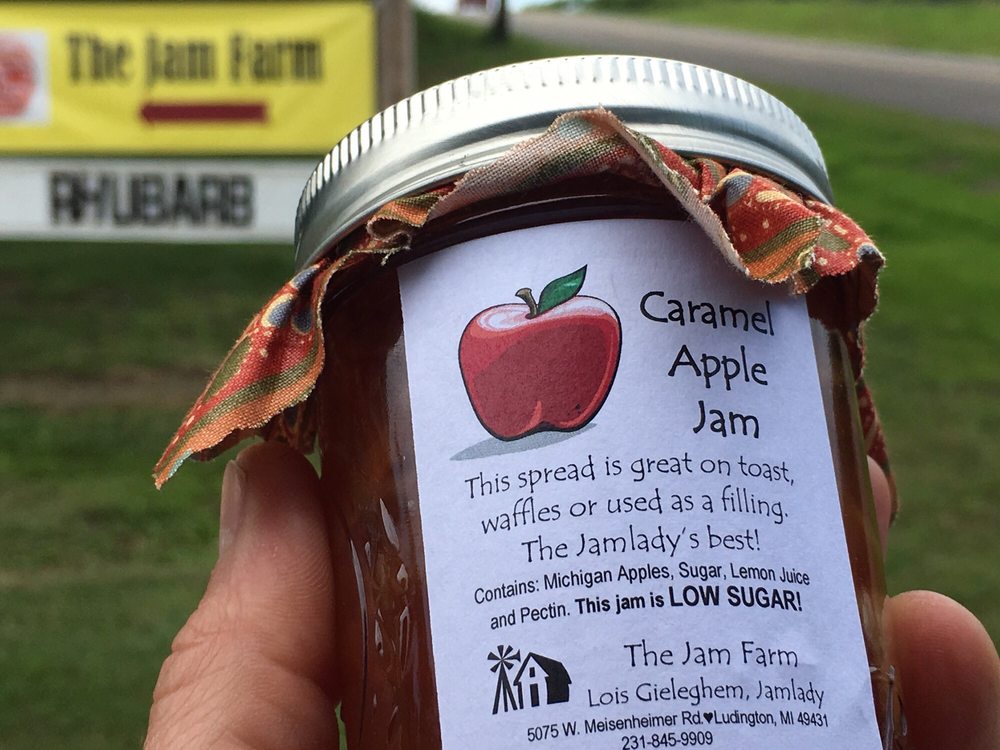 The Jam Farm
RHUBARB
Caramel
Apple
Jam
This spread is great on toast,
waffles or used as a filling.
The Jamlady's best!
Contains: Michigan Apples, Sugar, Lemon Juice
and Pectin. This jam is LOW SUGAR!
The Jam Farm
Lois Gieleghem, Jamlady
5075 W. Meisenheimer Rd.♥Ludington, MI 49431
231-845-9909